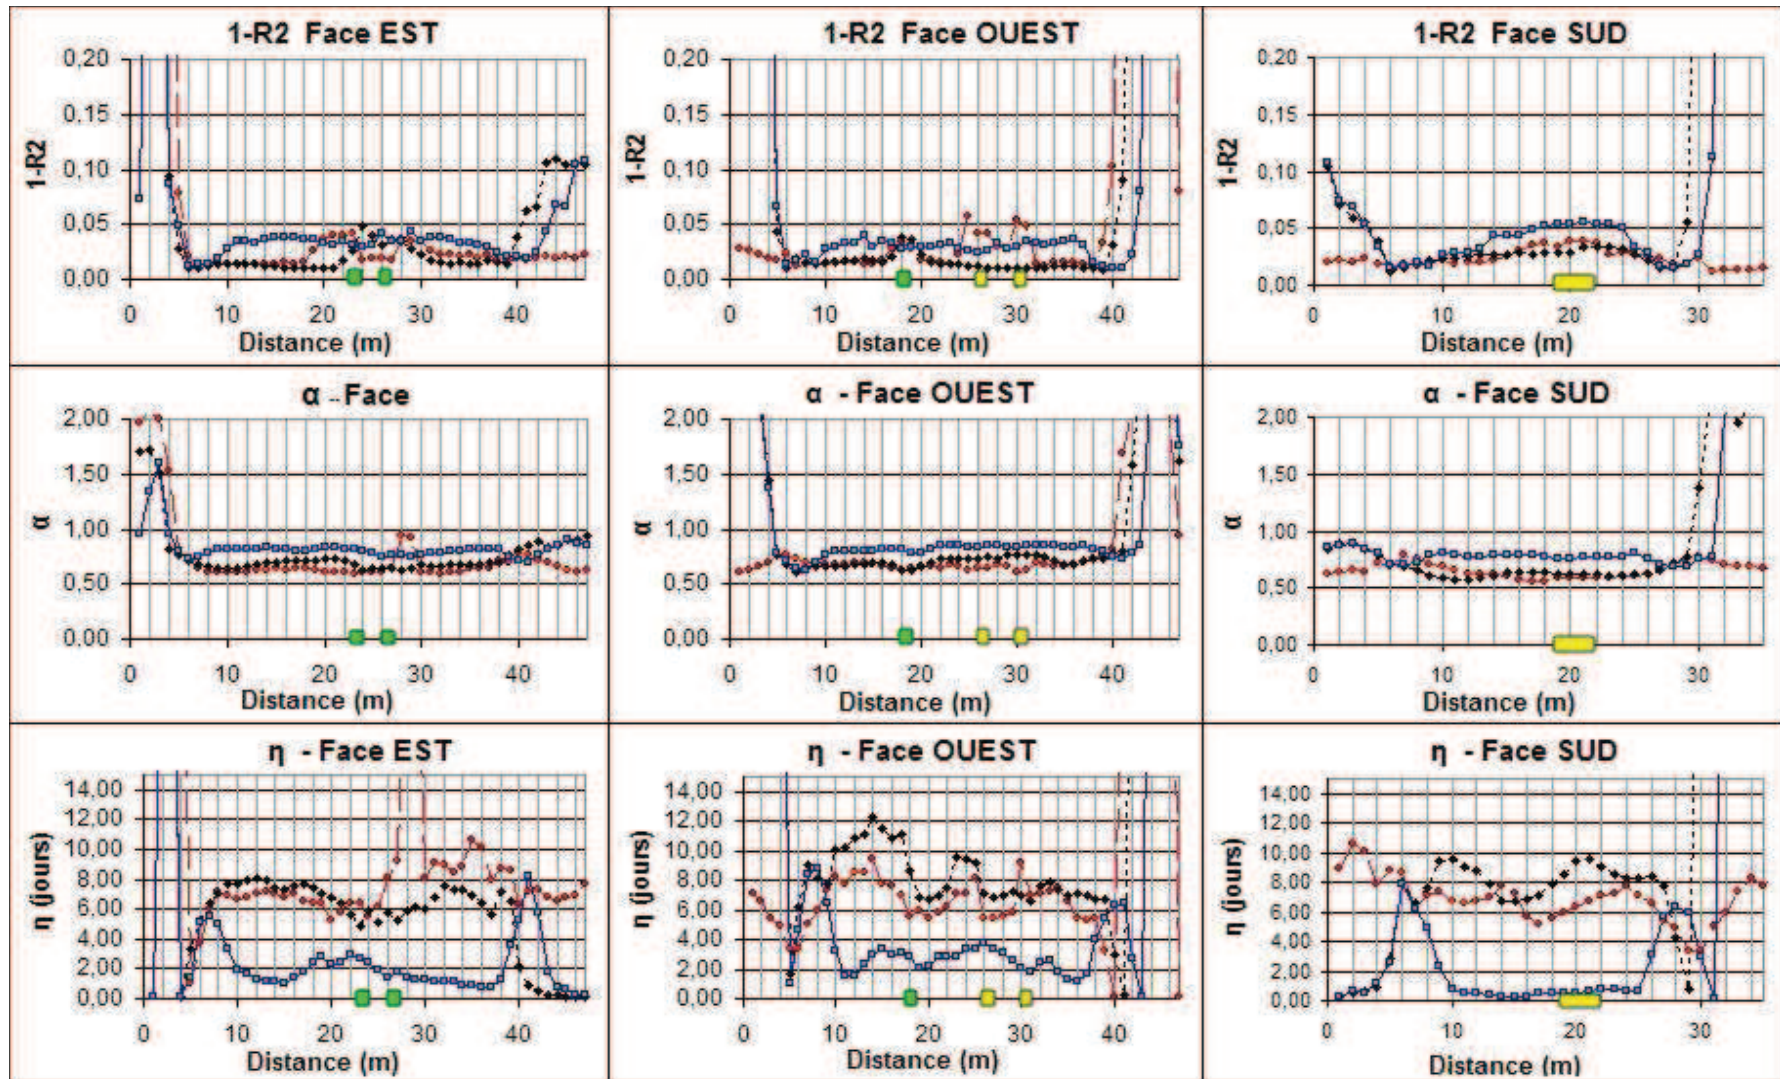 1-R2 Face EST
0,20
0,15
0,10
0,05
0,00
1-R2
0 10 20 30 40
Distance (m)
1-R2 Face OUEST
0,20
0,15
0,10
0,05
0,00
1-R2
0 10 20 30 40
Distance (m)
1-R2 Face SUD
0,20
0,15
0,10
0,05
0,00
1-R2
0 10 20 30
Distance (m)
α - Face
2,00
1,50
1,00
0,50
0,00
α
0 10 20 30 40
Distance (m)
α - Face OUEST
2,00
1,50
1,00
0,50
0,00
α
0 10 20 30 40
Distance (m)
α - Face SUD
2,00
1,50
1,00
0,50
0,00
α
0 10 20 30
Distance (m)
η - Face EST
14,00
12,00
10,00
8,00
6,00
4,00
2,00
0,00
η (jours)
0 10 20 30 40
Distance (m)
η - Face OUEST
14,00
12,00
10,00
8,00
6,00
4,00
2,00
0,00
η (jours)
0 10 20 30 40
Distance (m)
η - Face SUD
14,00
12,00
10,00
8,00
6,00
4,00
2,00
0,00
η (jours)
0 10 20 30
Distance (m)